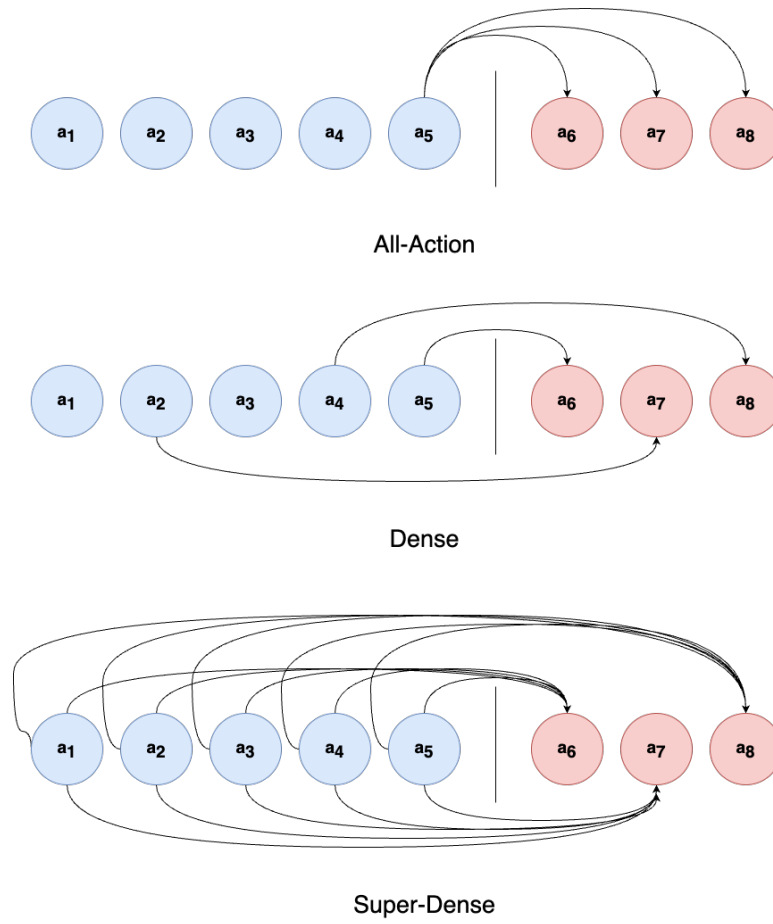 a1 a2 a3 a4 a5 a6 a7 a8
All-Action
a1 a2 a3 a4 a5 a6 a7 a8
Dense
a1 a2 a3 a4 a5 a6 a7 a8
Super-Dense